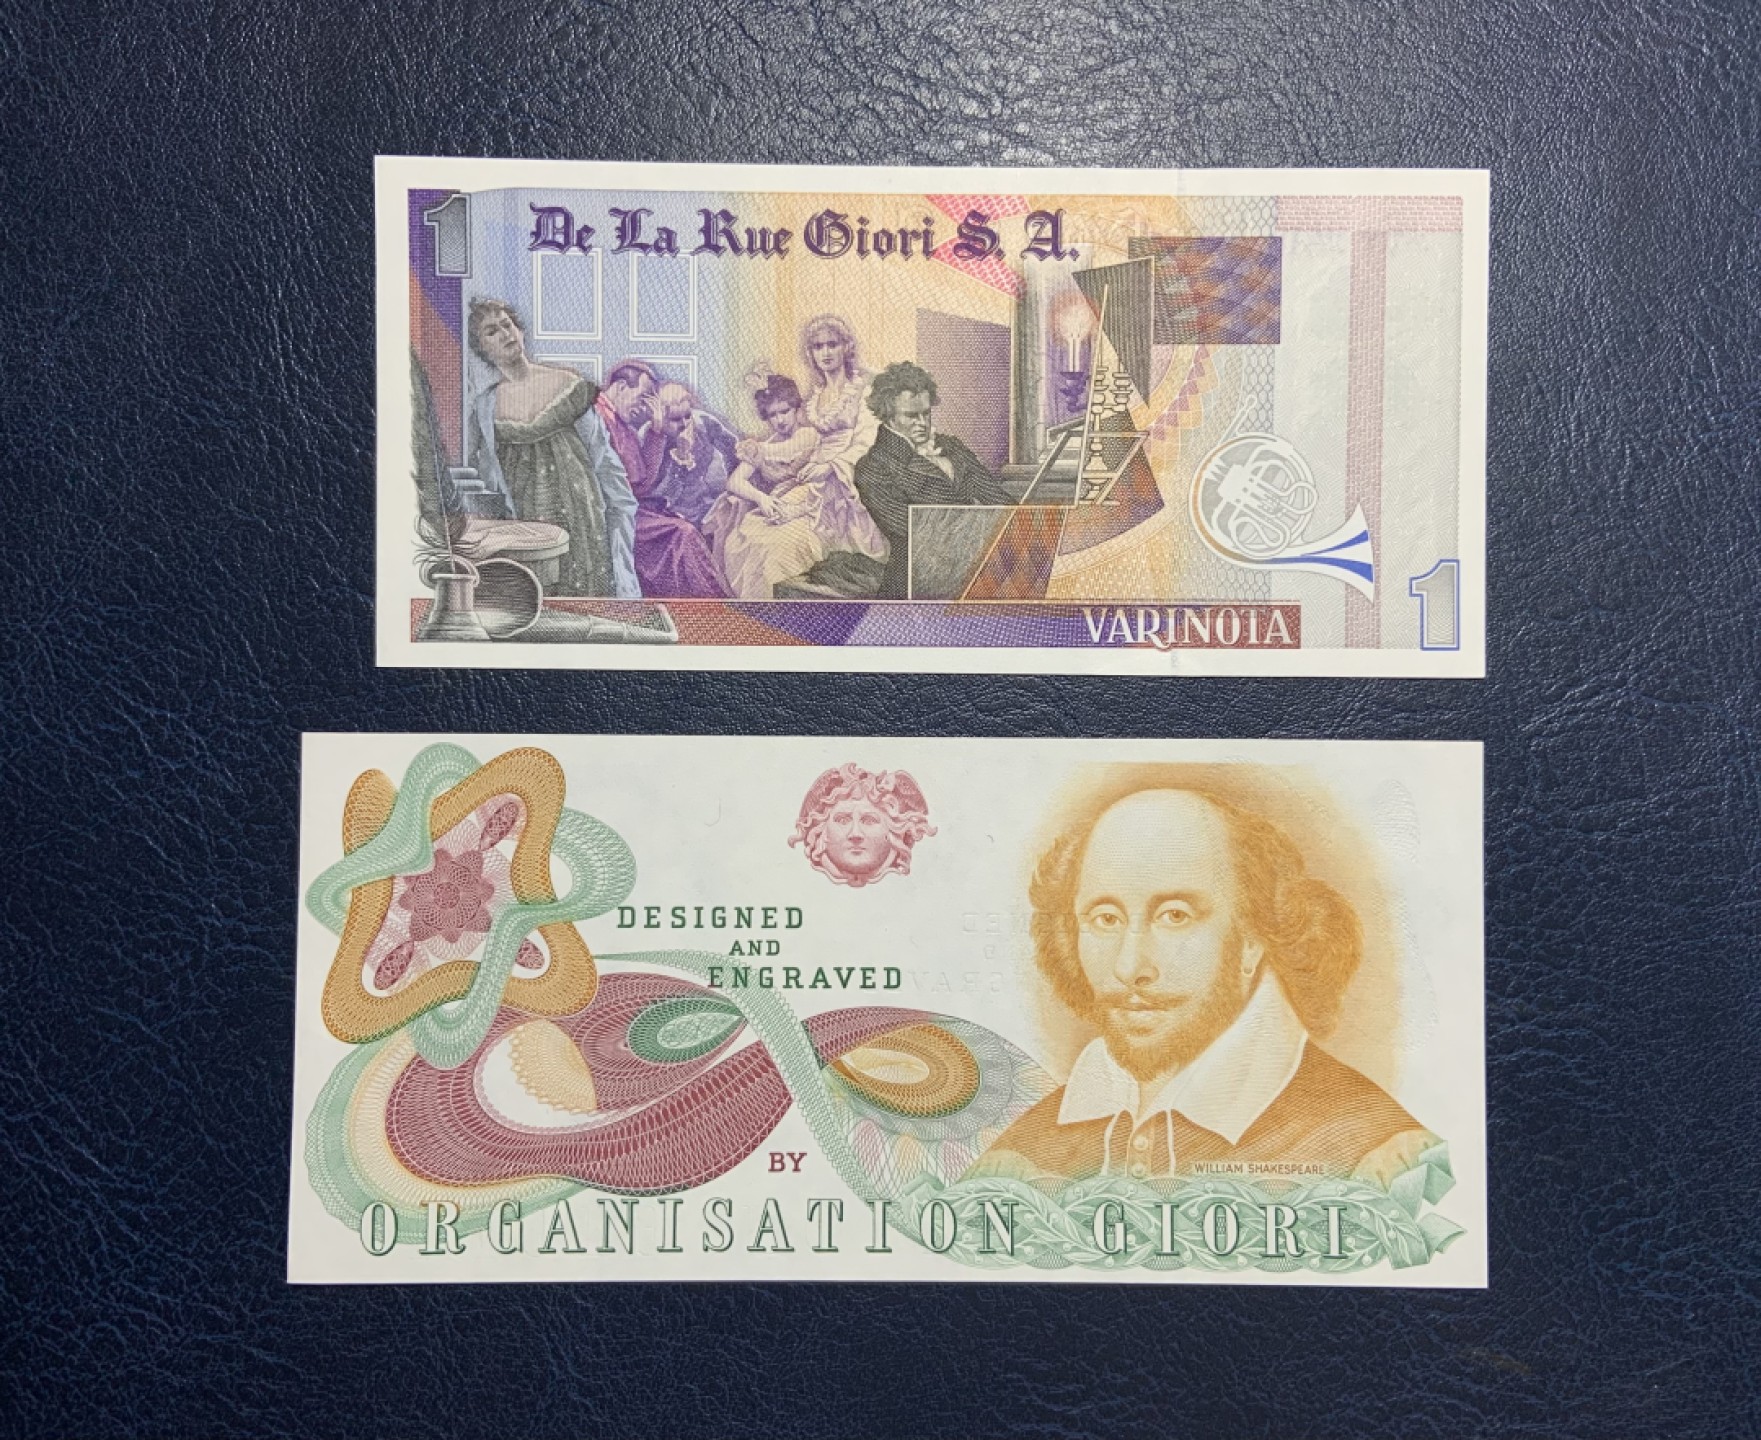 1
De La Rue Giori S. A.
VARINOTA
1
DESIGNED
AND
ENGRAVED
BY
WILLIAM SHAKESPEARE
ORGANISATION GIORI